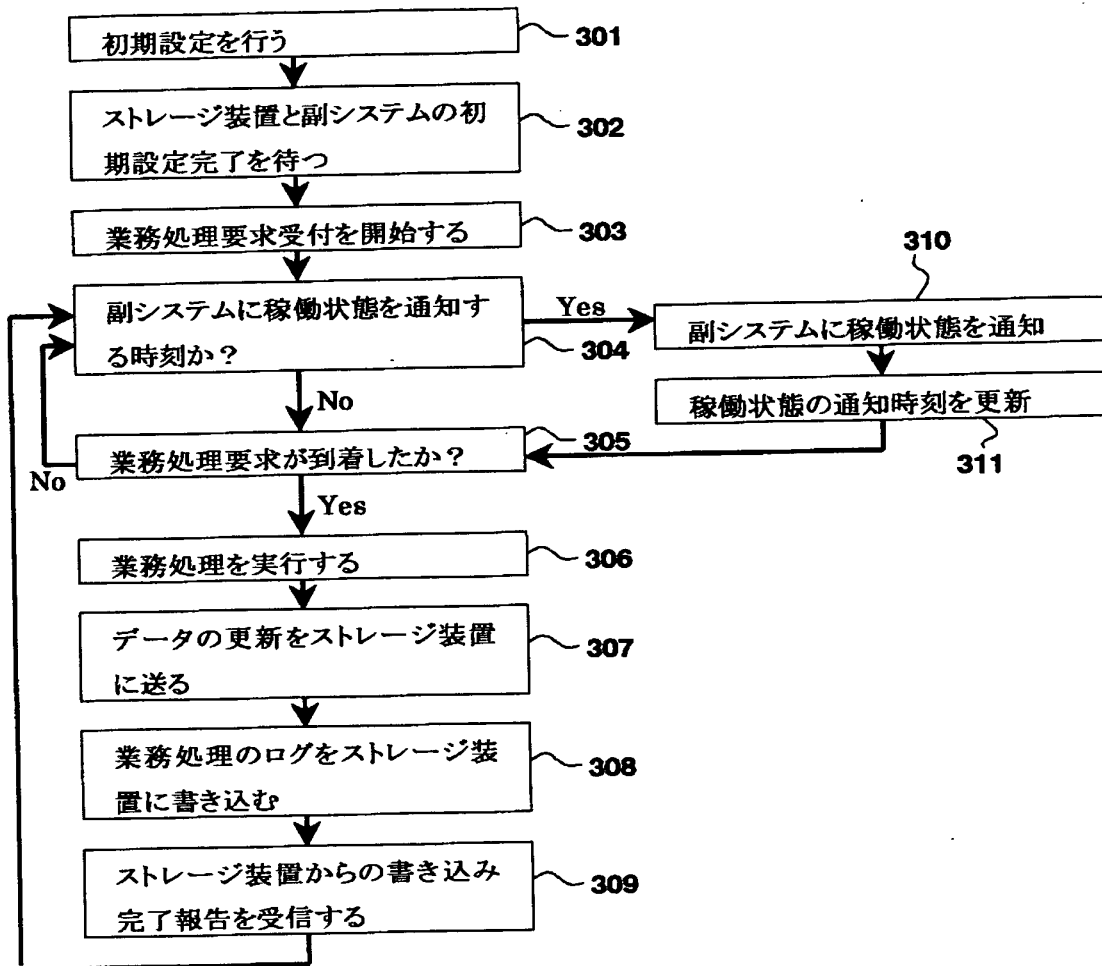 初期設定を行う
301
ストレージ装置と副システムの初
期設定完了を待つ
302
業務処理要求受付を開始する
303
副システムに稼働状態を通知す
る時刻か?
304
Yes
310
副システムに稼働状態を通知
稼働状態の通知時刻を更新
311
No
業務処理要求が到着したか?
305
No
Yes
業務処理を実行する
306
データの更新をストレージ装置
に送る
307
業務処理のログをストレージ装
置に書き込む
308
ストレージ装置からの書き込み
完了報告を受信する
309